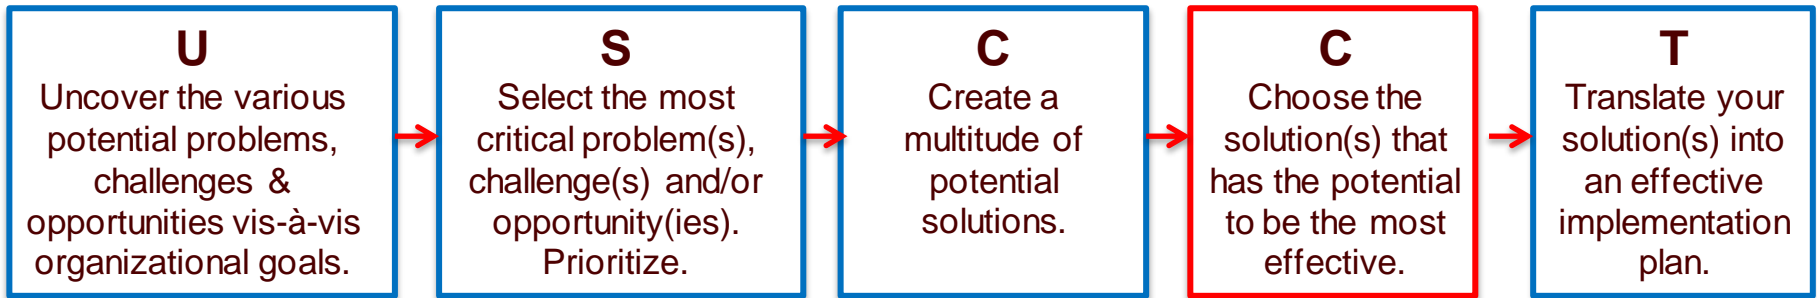 U
Uncover the various
potential problems,
challenges &
opportunities vis-à-vis
organizational goals.
S
Select the most
critical problem(s),
challenge(s) and/or
opportunity(ies).
Prioritize.
C
Create a
multitude of
potential
solutions.
C
Choose the
solution(s) that
has the potential
to be the most
effective.
T
Translate your
solution(s) into
an effective
implementation
plan.